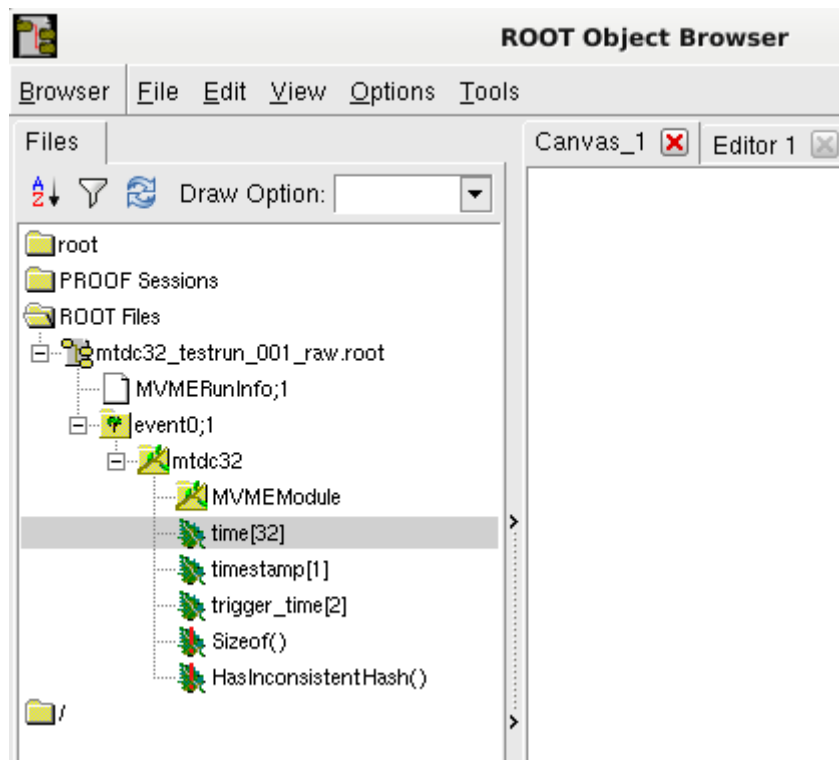 ROOT Object Browser
Browser File Edit View Options Tools
Files
Canvas_1 Editor 1
Draw Option:
root
PROOF Sessions
ROOT Files
mtdc32_testrun_001_raw.root
MVMERunInfo;1
event0;1
mtdc32
MVMEModule
time[32]
timestamp[1]
trigger_time[2]
Sizeof()
HasInconsistentHash()
/